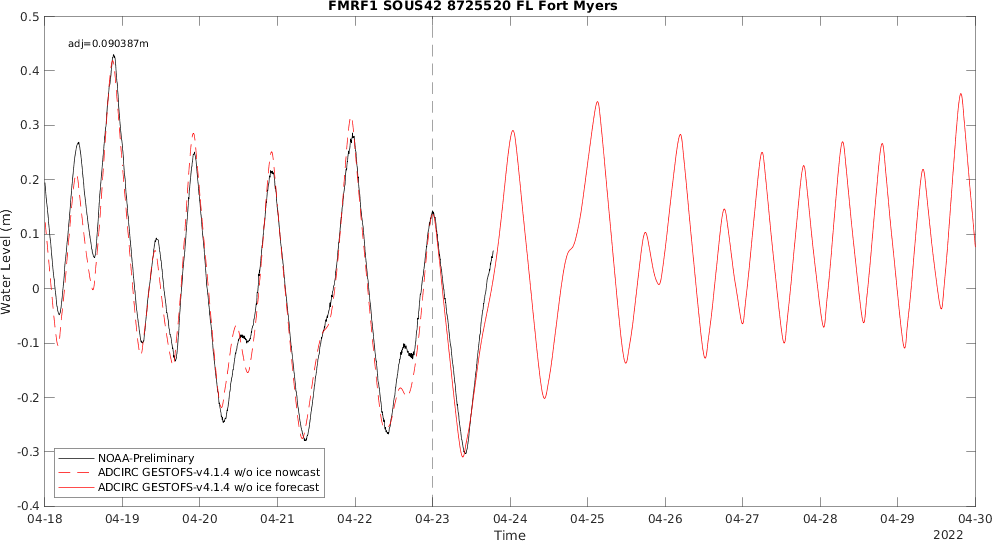 FMRF1 SOUS42 8725520 FL Fort Myers
adj=0.090387m
0.5
0.4
0.3
0.2
0.1
0
-0.1
-0.2
-0.3
-0.4
Water Level (m)
NOAA-Preliminary
ADCIRC GESTOFS-v4.1.4 w/o ice nowcast
ADCIRC GESTOFS-v4.1.4 w/o ice forecast
04-18 04-19 04-20 04-21 04-22 04-23 04-24 04-25 04-26 04-27 04-28 04-29 04-30
Time
2022